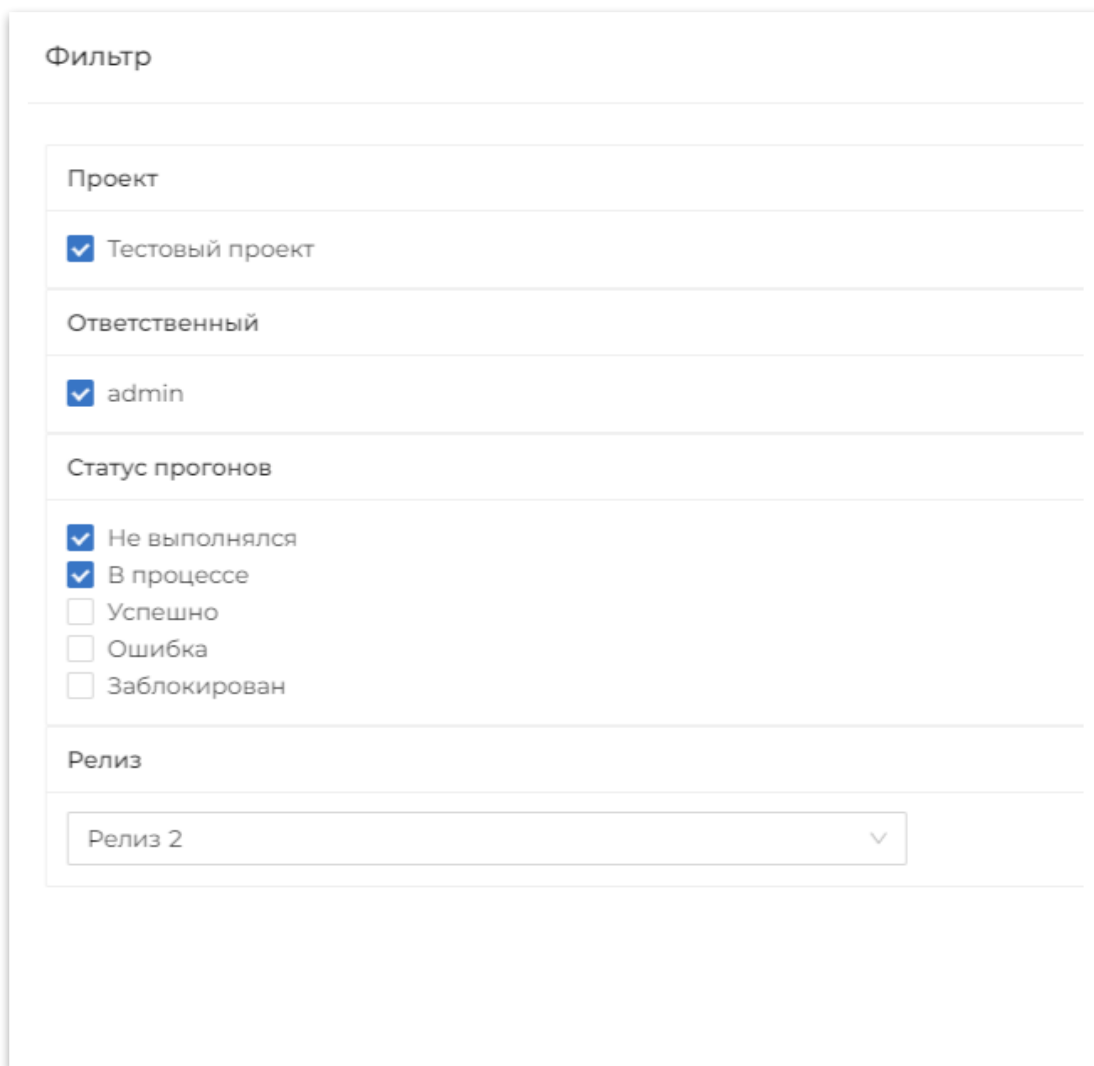 Фильтр
Проект
Тестовый проект
Ответственный
admin
Статус прогонов
Не выполнялся
В процессе
Успешно
Ошибка
Заблокирован
Релиз
Релиз 2